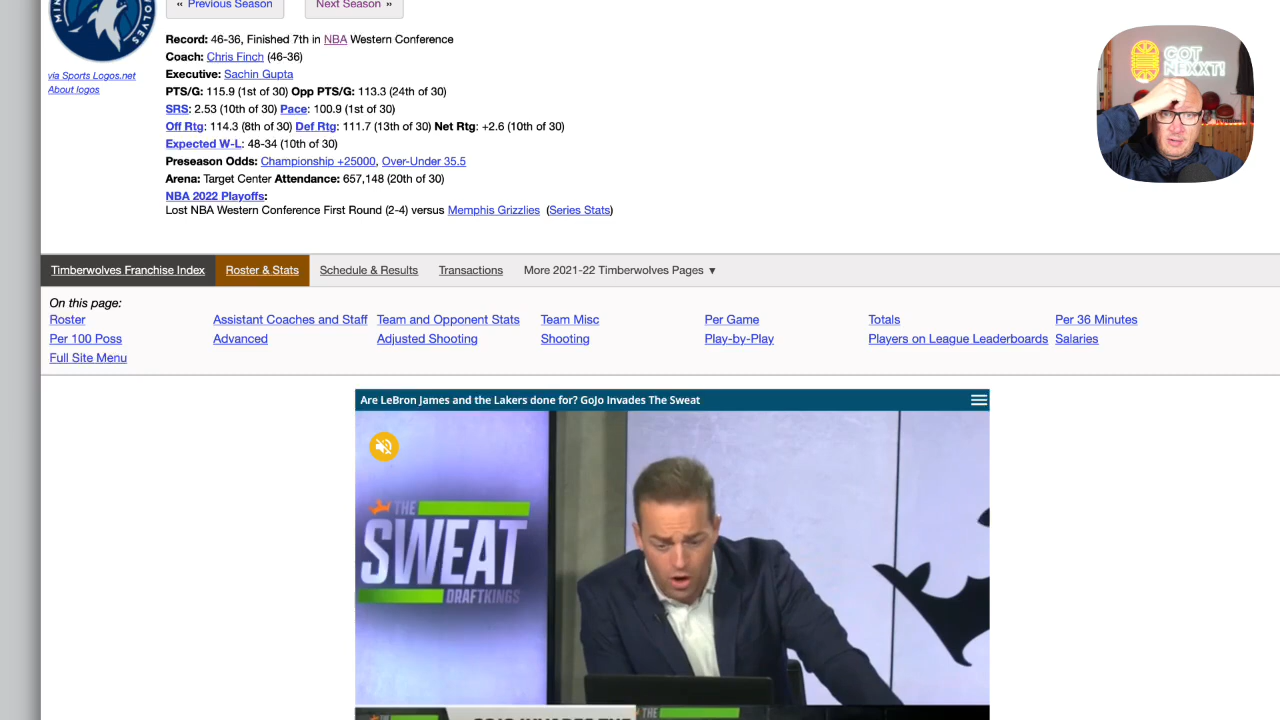 « Previous Season
Next Season »
MIN
OLVES
via Sports Logos.net
About logos
Record: 46-36, Finished 7th in NBA Western Conference
Coach: Chris Finch (46-36)
Executive: Sachin Gupta
PTS/G: 115.9 (1st of 30) Opp PTS/G: 113.3 (24th of 30)
SRS: 2.53 (10th of 30) Pace: 100.9 (1st of 30)
Off Rtg: 114.3 (8th of 30) Def Rtg: 111.7 (13th of 30) Net Rtg: +2.6 (10th of 30)
Expected W-L: 48-34 (10th of 30)
Preseason Odds: Championship +25000, Over-Under 35.5
Arena: Target Center Attendance: 657,148 (20th of 30)
NBA 2022 Playoffs:
Lost NBA Western Conference First Round (2-4) versus Memphis Grizzlies (Series Stats)
GOT
NEXXT!
Timberwolves Franchise Index Roster & Stats Schedule & Results Transactions More 2021-22 Timberwolves Pages ▼
On this page:
Roster Assistant Coaches and Staff Team and Opponent Stats Team Misc Per Game Totals Per 36 Minutes
Per 100 Poss Advanced Adjusted Shooting Shooting Play-by-Play Players on League Leaderboards Salaries
Full Site Menu
Are LeBron James and the Lakers done for? GoJo Invades The Sweat
THE
SWEAT
DRAFTKINGS
THE
GOJO INVADES THE
THE